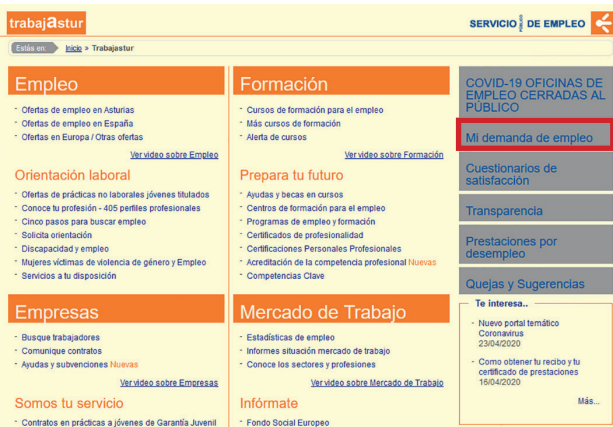 trabajastur
SERVICIO PÚBLICO DE EMPLEO
Estás en: Inicio » Trabajastur
Empleo
- Ofertas de empleo en Asturias
- Ofertas de empleo en España
- Ofertas en Europa / Otras ofertas
Ver video sobre Empleo
Orientación laboral
- Ofertas de prácticas no laborales jóvenes titulados
- Conoce tu profesión - 405 perfiles profesionales
- Cinco pasos para buscar empleo
- Solicita orientación
- Discapacidad y empleo
- Mujeres víctimas de violencia de género y Empleo
- Servicios a tu disposición
Empresas
- Busque trabajadores
- Comunique contratos
- Ayudas y subvenciones Nuevas
Ver video sobre Empresas
Somos tu servicio
- Contratos en prácticas a jóvenes de Garantía Juvenil
Formación
- Cursos de formación para el empleo
- Más cursos de formación
- Alerta de cursos
Ver video sobre Formación
Prepara tu futuro
- Ayudas y becas en cursos
- Centros de formación para el empleo
- Programas de empleo y formación
- Certificados de profesionalidad
- Certificaciones Personales Profesionales
- Acreditación de la competencia profesional Nuevas
- Competencias Clave
Mercado de Trabajo
- Estadísticas de empleo
- Informes situación mercado de trabajo
- Conoce los sectores y profesiones
Ver video sobre Mercado de Trabajo
Infórmate
- Fondo Social Europeo
COVID-19 OFICINAS DE
EMPLEO CERRADAS AL
PÚBLICO
Mi demanda de empleo
Cuestionarios de
satisfacción
Transparencia
Prestaciones por
desempleo
Quejas y Sugerencias
Te interesa..
- Nuevo portal temático
Coronavirus
23/04/2020
- Como obtener tu recibo y tu
certificado de prestaciones
16/04/2020
Más...